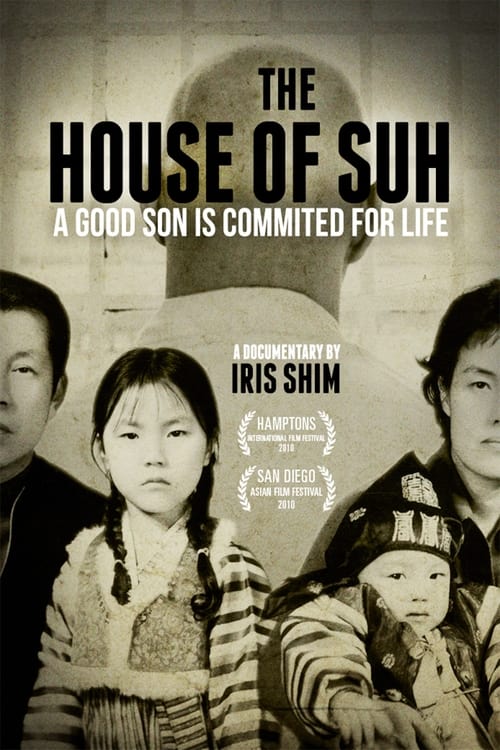 THE
HOUSE OF SUH
A GOOD SON IS COMMITED FOR LIFE
A DOCUMENTARY BY
IRIS SHIM
HAMPTONS
INTERNATIONAL FILM FESTIVAL
2010
SAN DIEGO
ASIAN FILM FESTIVAL
2010